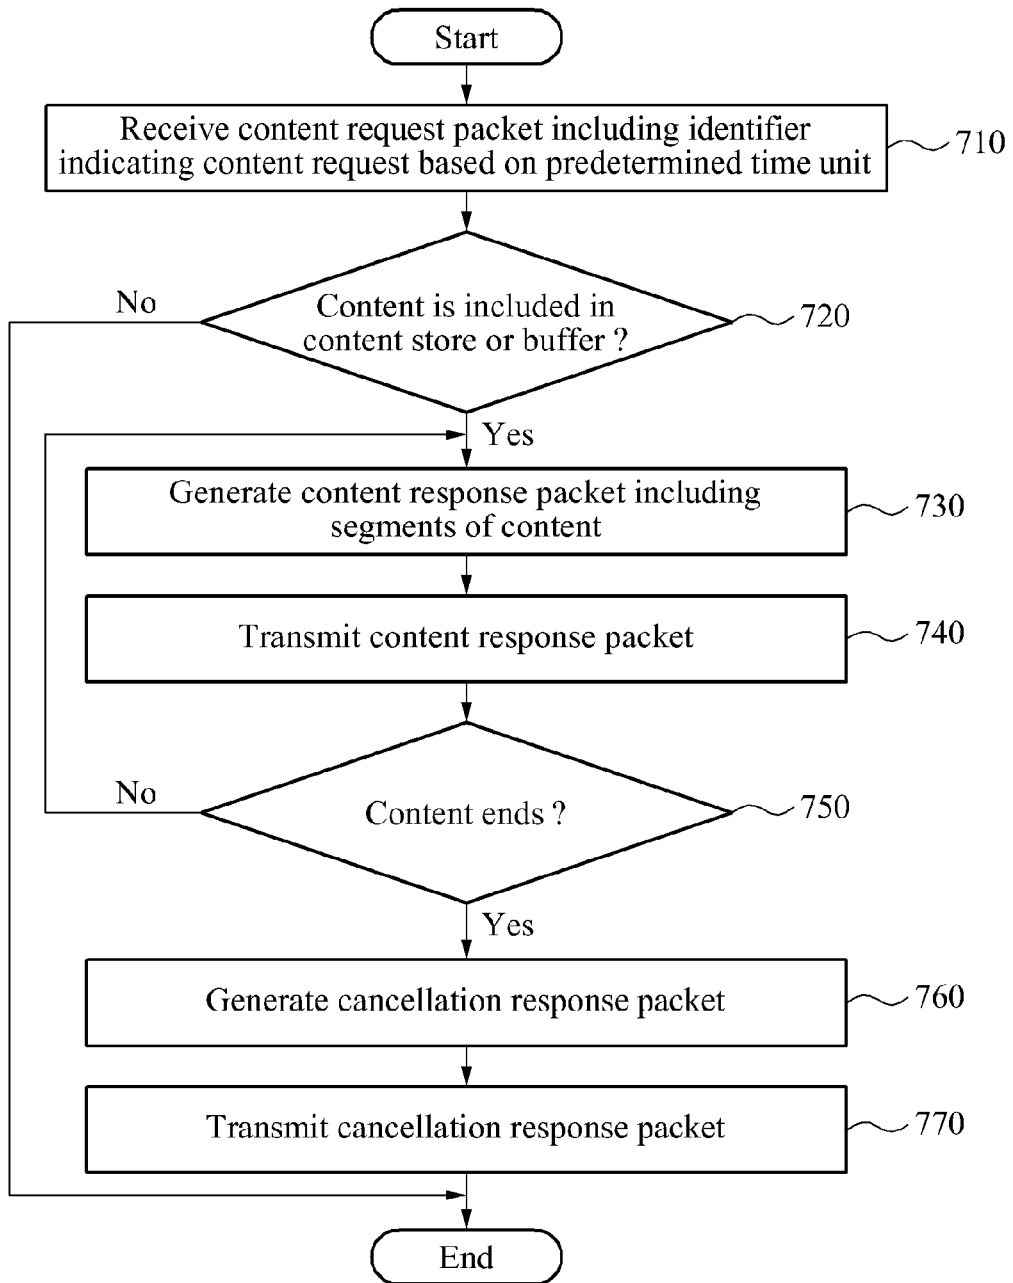 Start
Receive content request packet including identifier
indicating content request based on predetermined time unit
710
No
Content is included in
content store or buffer ?
720
Yes
Generate content response packet including
segments of content
730
Transmit content response packet
740
No
Content ends ?
750
Yes
Generate cancellation response packet
760
Transmit cancellation response packet
770
End